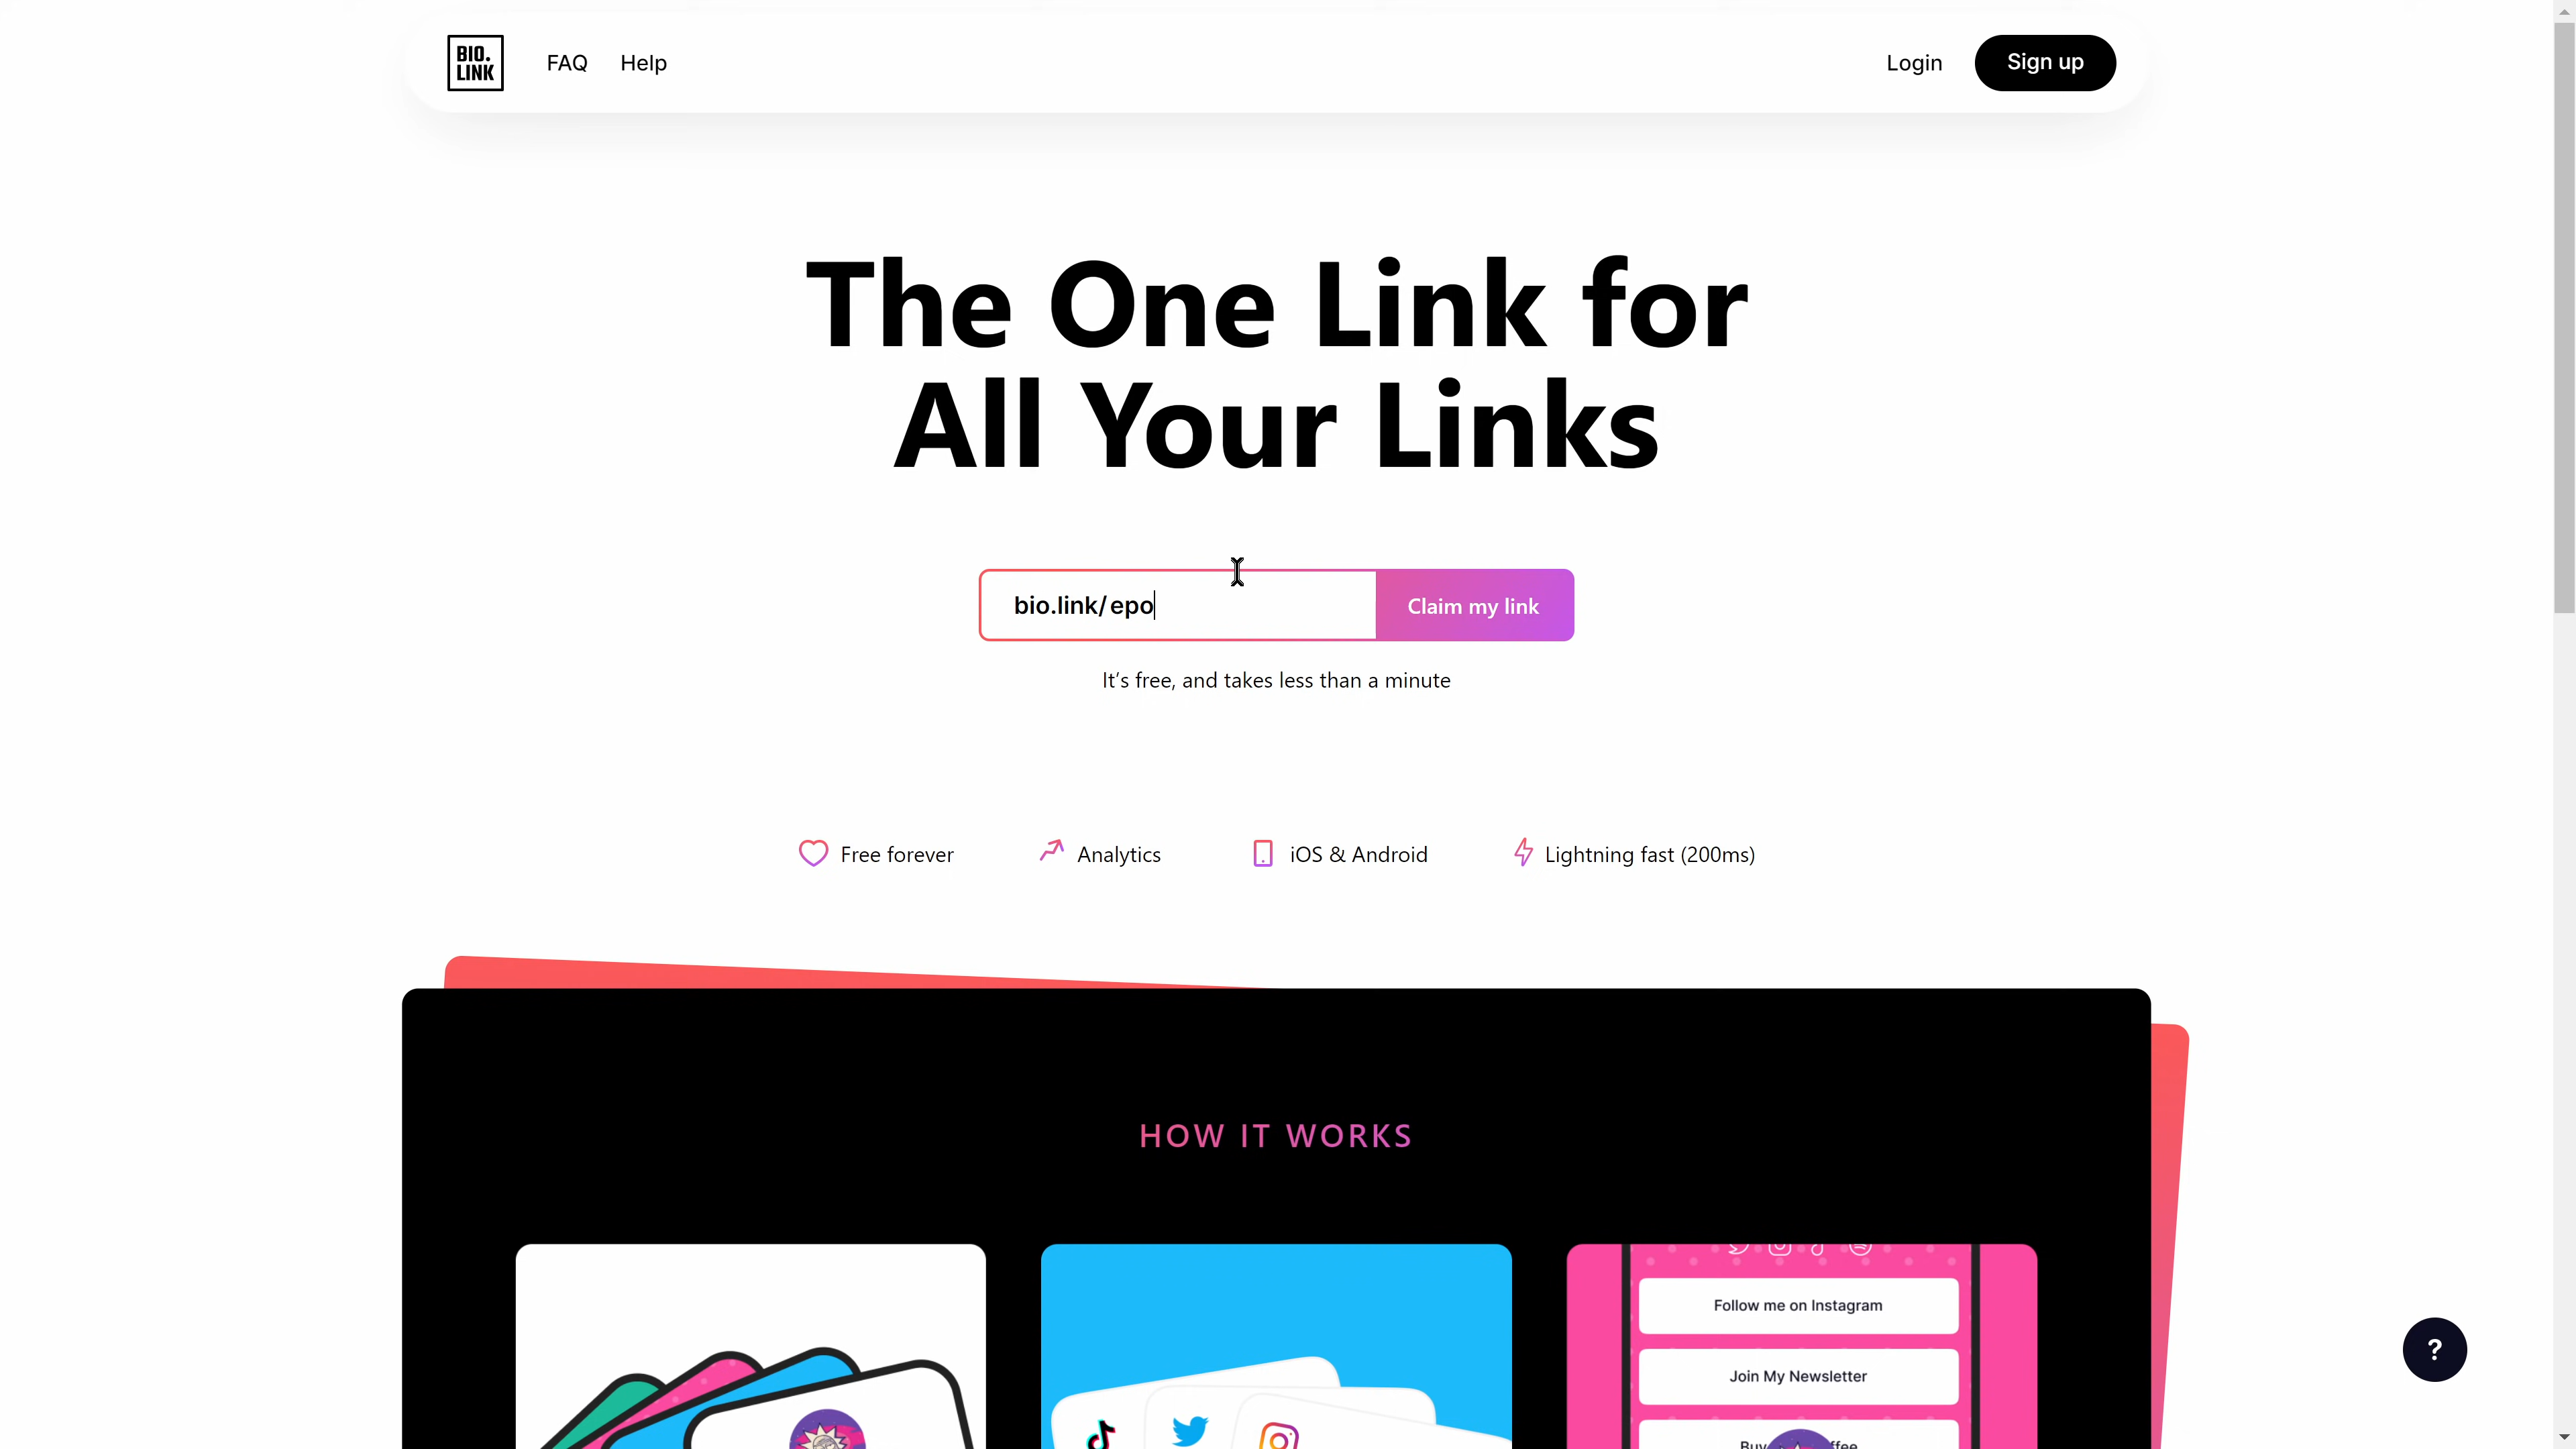 BIO.
LINK
FAQ
Help
Login
Sign up
The One Link for
All Your Links
bio.link/epo
Claim my link
It's free, and takes less than a minute
Free forever
Analytics
iOS & Android
Lightning fast (200ms)
HOW IT WORKS
Follow me on Instagram
Join My Newsletter
?